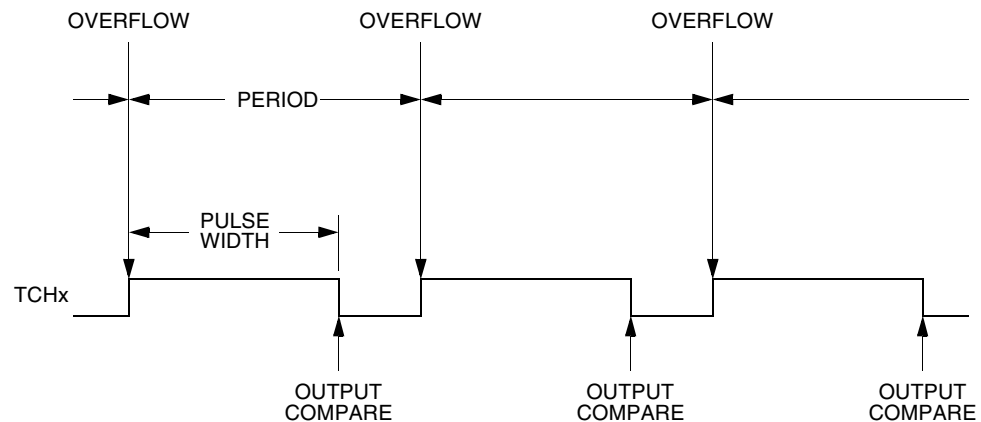 OVERFLOW OVERFLOW OVERFLOW
PERIOD
PULSE
WIDTH
TCHx
OUTPUT
COMPARE
OUTPUT
COMPARE
OUTPUT
COMPARE